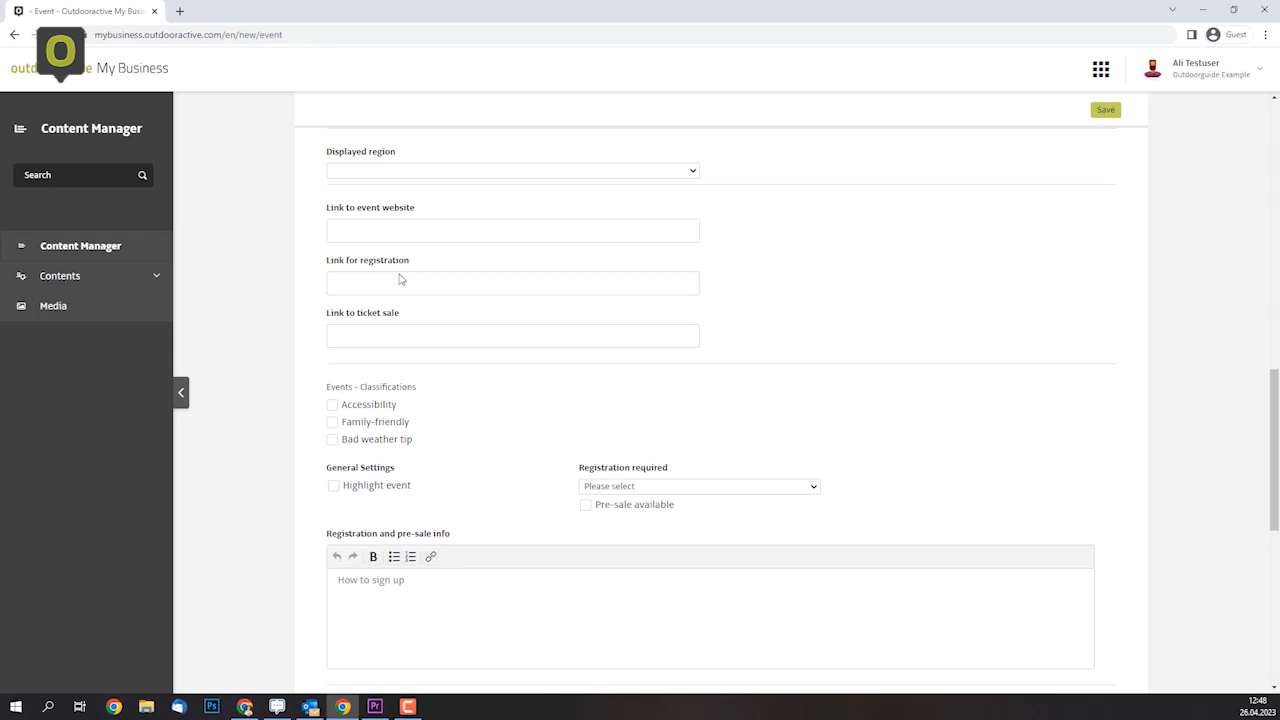 - Event - Outdooractive My Busi
mybusiness.outdooractive.com/en/new/event
Guest
My Business
Ali Testuser
Outdoorguide Example
Content Manager
Save
Search
Displayed region
Link to event website
Content Manager
Link for registration
Contents
Media
Link to ticket sale
Events - Classifications
Accessibility
Family-friendly
Bad weather tip
General Settings
Registration required
Highlight event
Please select
Pre-sale available
Registration and pre-sale info
B
How to sign up
12:48
26.04.2023